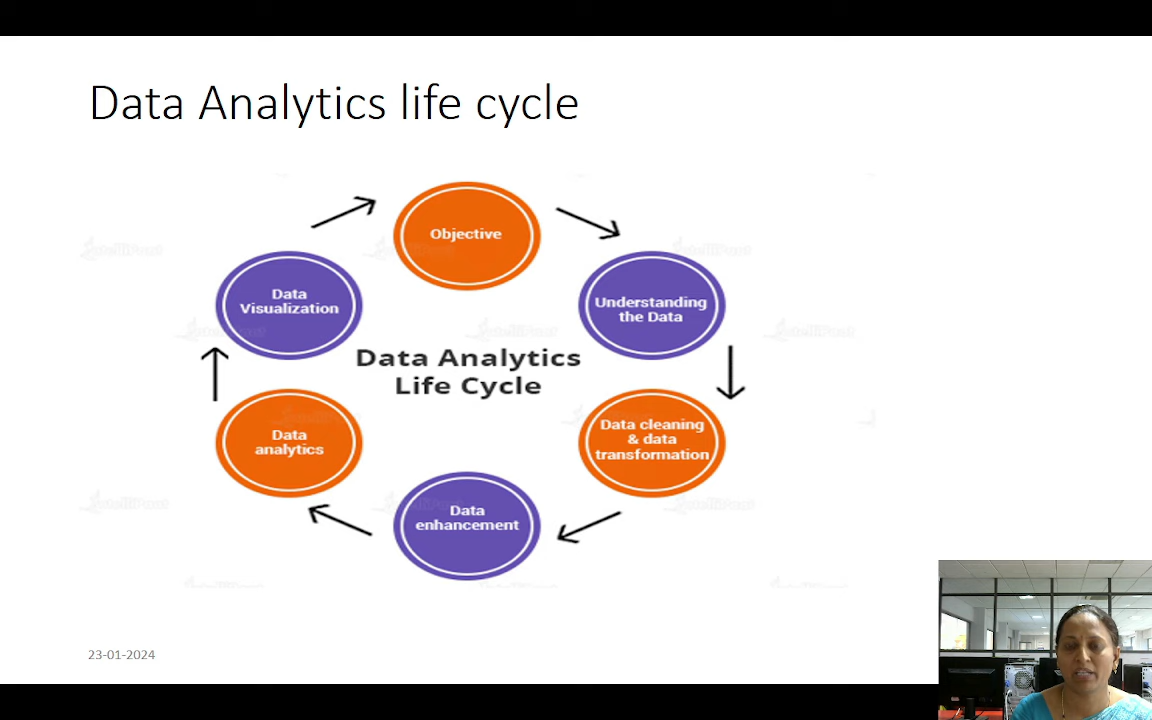 Data Analytics life cycle
Objective
Understanding
the Data
Data cleaning
& data
transformation
Data
enhancement
Data
analytics
Data
Visualization
Data Analytics
Life Cycle
23-01-2024